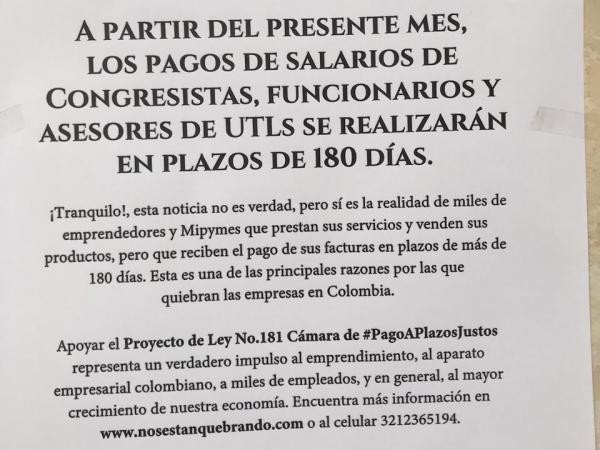 A PARTIR DEL PRESENTE MES,
LOS PAGOS DE SALARIOS DE
CONGRESISTAS, FUNCIONARIOS Y
ASESORES DE UTLS SE REALIZARÁN
EN PLAZOS DE 180 DÍAS.
¡Tranquilo!, esta noticia no es verdad, pero sí es la realidad de miles de
emprendedores y Mipymes que prestan sus servicios y venden sus
productos, pero que reciben el pago de sus facturas en plazos de más de
180 días. Esta es una de las principales razones por las que
quiebran las empresas en Colombia.
Apoyar el Proyecto de Ley No.181 Cámara de #PagoAPlazosJustos
representa un verdadero impulso al emprendimiento, al aparato
empresarial colombiano, a miles de empleados, y en general, al mayor
crecimiento de nuestra economía. Encuentra más información en
www.nosestanquebrando.com o al celular 3212365194.